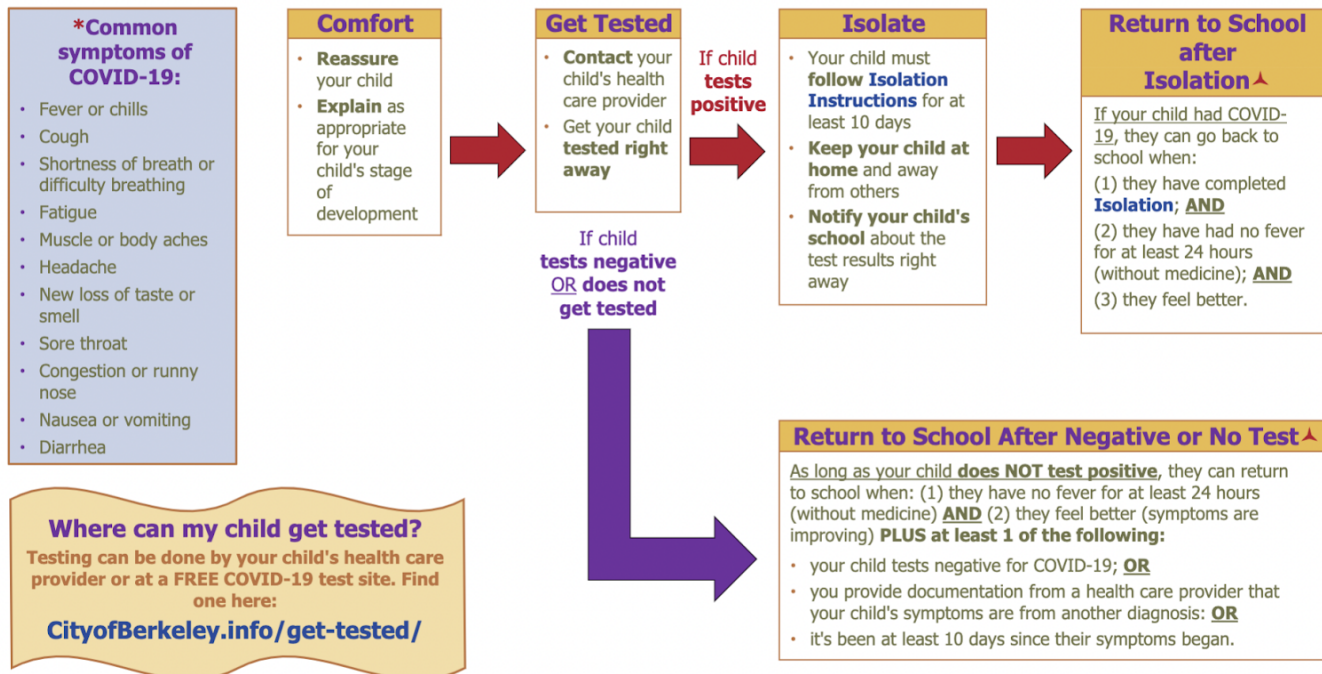 *Common
symptoms of
COVID-19:
• Fever or chills
• Cough
• Shortness of breath or
difficulty breathing
• Fatigue
• Muscle or body aches
• Headache
• New loss of taste or
smell
• Sore throat
• Congestion or runny
nose
• Nausea or vomiting
• Diarrhea
Comfort
• Reassure
your child
• Explain as
appropriate
for your
child's stage
of
development
Get Tested
• Contact your
child's health
care provider
• Get your child
tested right
away
If child
tests
positive
Isolate
• Your child must
follow Isolation
Instructions for at
least 10 days
• Keep your child at
home and away
from others
• Notify your child's
school about the
test results right
away
Return to School
after
Isolation
If your child had COVID-
19, they can go back to
school when:
(1) they have completed
Isolation; AND
(2) they have had no fever
for at least 24 hours
(without medicine); AND
(3) they feel better.
If child
tests negative
OR does not
get tested
Return to School After Negative or No Test
As long as your child does NOT test positive, they can return
to school when: (1) they have no fever for at least 24 hours
(without medicine) AND (2) they feel better (symptoms are
improving) PLUS at least 1 of the following:
• your child tests negative for COVID-19; OR
• you provide documentation from a health care provider that
your child's symptoms are from another diagnosis: OR
• it's been at least 10 days since their symptoms began.
Where can my child get tested?
Testing can be done by your child's health care
provider or at a FREE COVID-19 test site. Find
one here:
CityofBerkeley.info/get-tested/